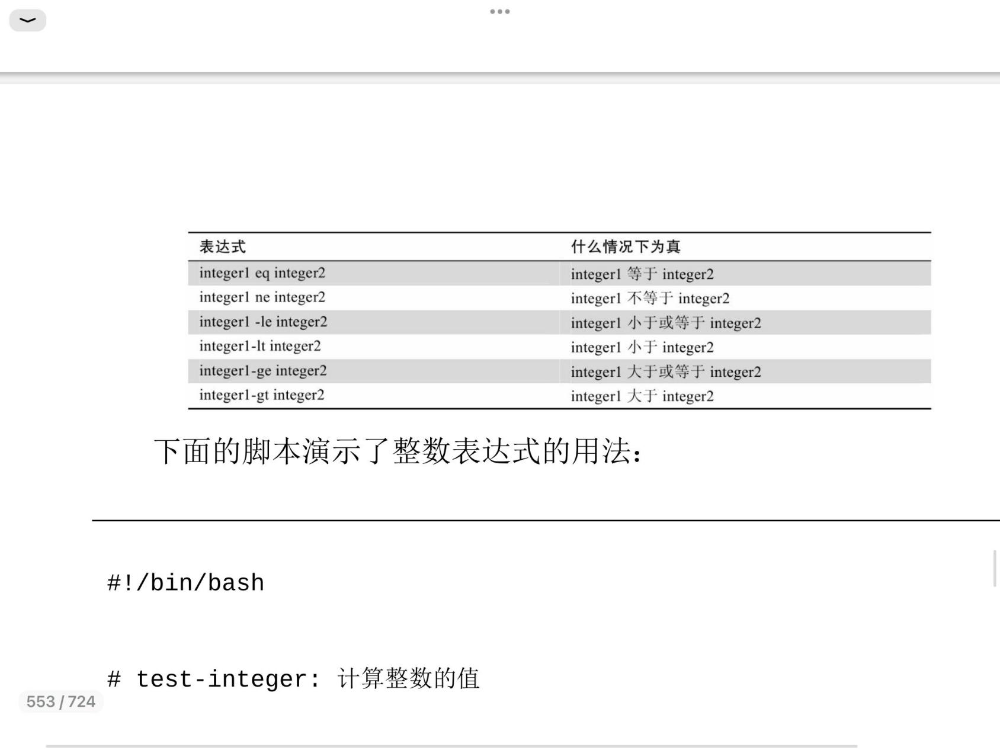 表达式 什么情况下为真
integer1 eq integer2 integer1 等于 integer2
integer1 ne integer2 integer1 不等于 integer2
integer1 -le integer2 integer1 小于或等于 integer2
integer1-lt integer2 integer1 小于 integer2
integer1-ge integer2 integer1 大于或等于 integer2
integer1-gt integer2 integer1 大于 integer2
下面的脚本演示了整数表达式的用法：
#!/bin/bash
# test-integer: 计算整数的值
553 / 724